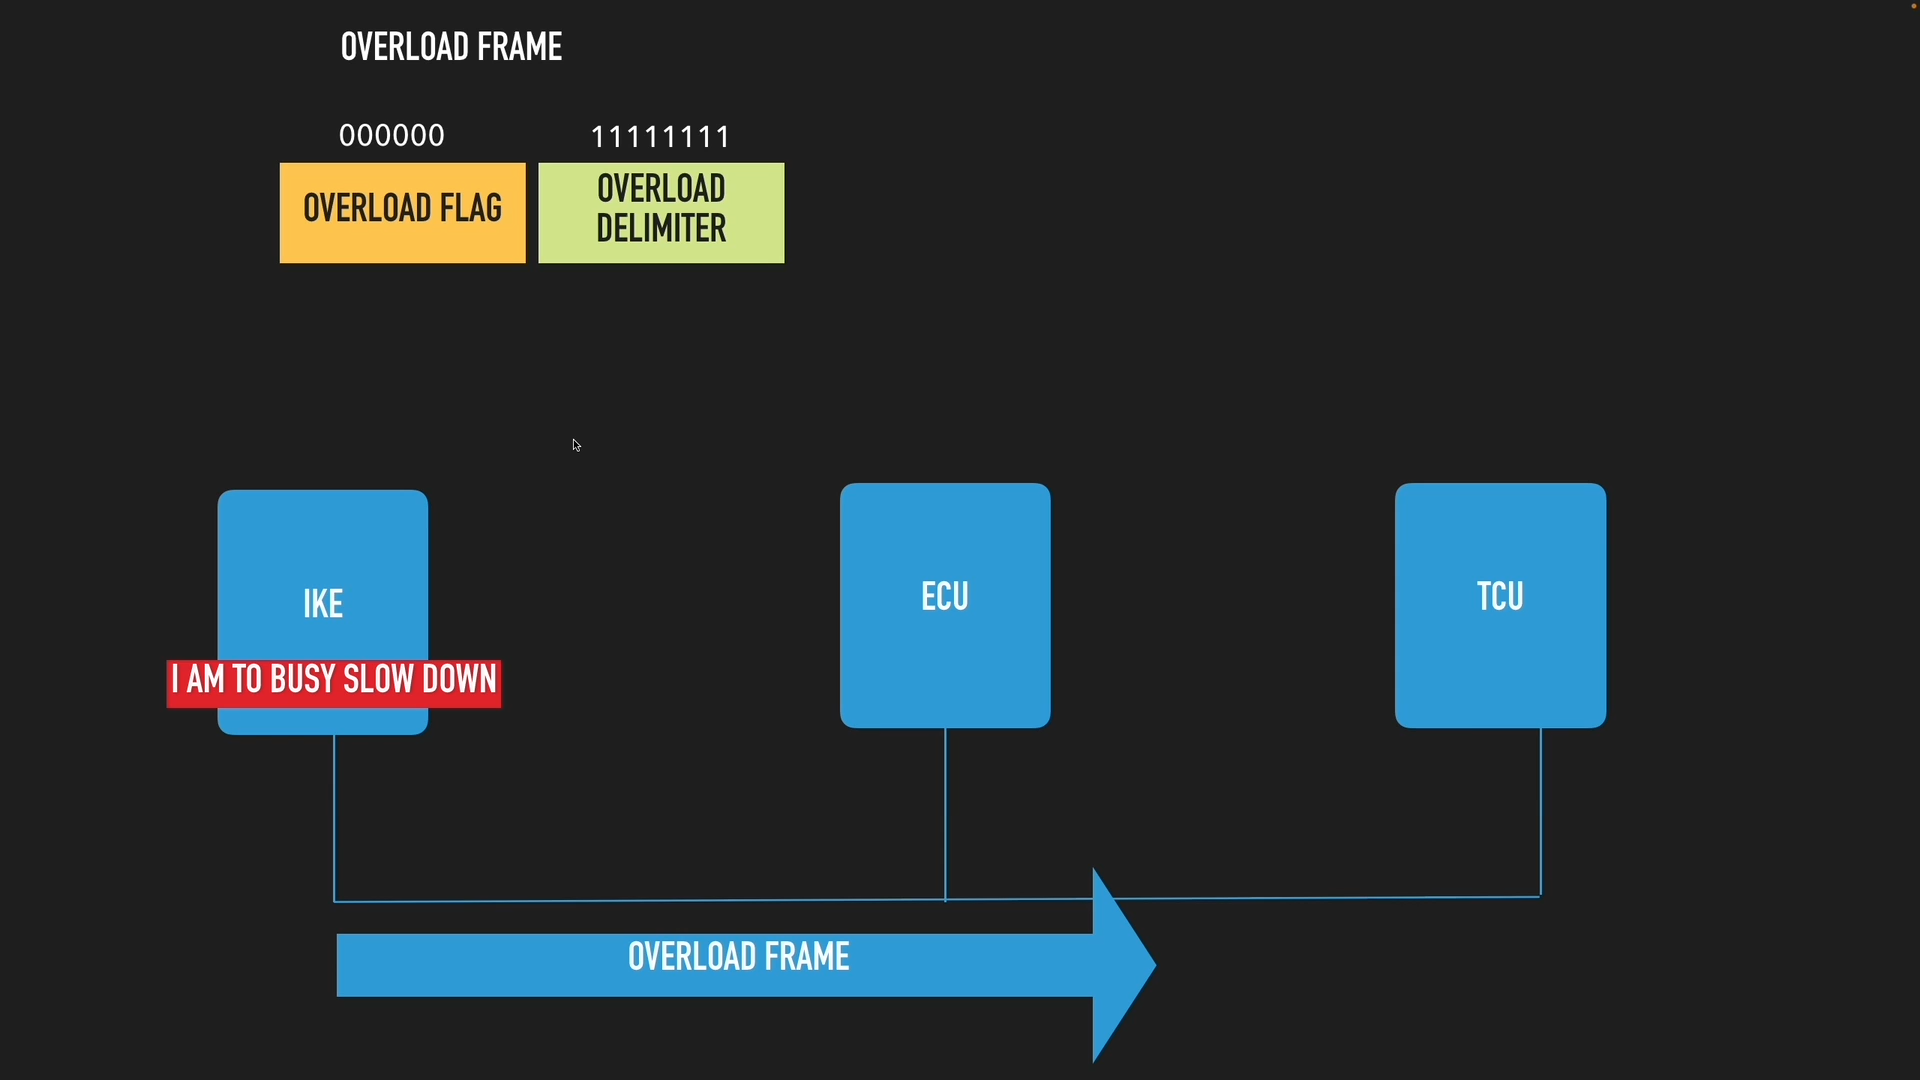 OVERLOAD FRAME
000000
11111111
OVERLOAD FLAG
OVERLOAD
DELIMITER
IKE
ECU
TCU
I AM TO BUSY SLOW DOWN
OVERLOAD FRAME